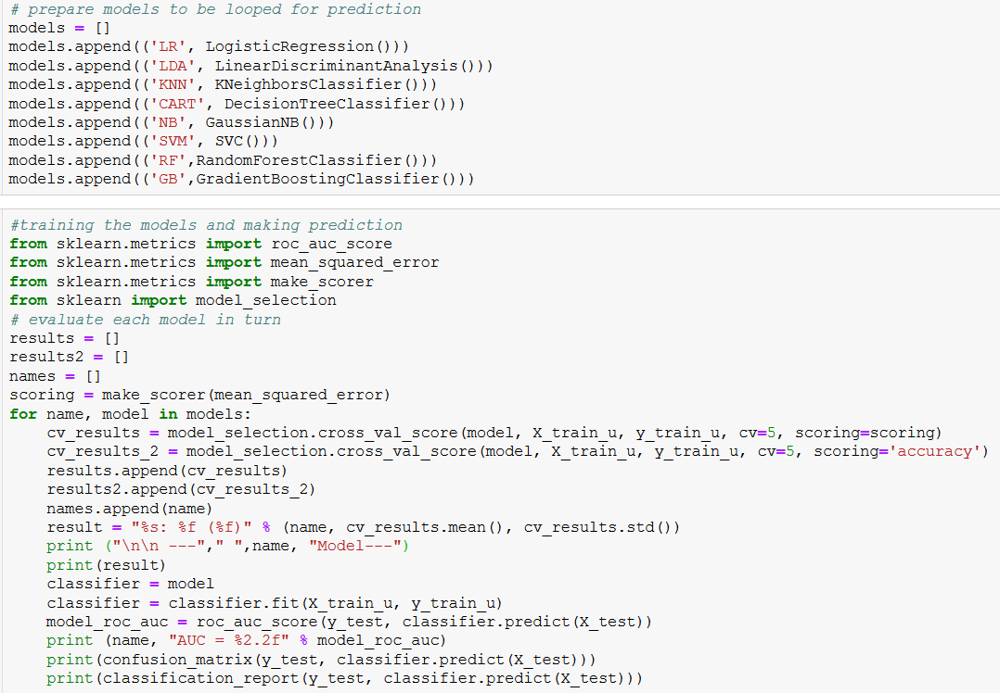 # prepare models to be looped for prediction
models = []
models.append(('LR', LogisticRegression()))
models.append(('LDA', LinearDiscriminantAnalysis()))
models.append(('KNN', KNeighborsClassifier()))
models.append(('CART', DecisionTreeClassifier()))
models.append(('NB', GaussianNB()))
models.append(('SVM', SVC()))
models.append(('RF',RandomForestClassifier()))
models.append(('GB',GradientBoostingClassifier()))
#training the models and making prediction
from sklearn.metrics import roc_auc_score
from sklearn.metrics import mean_squared_error
from sklearn.metrics import make_scorer
from sklearn import model_selection
# evaluate each model in turn
results = []
results2 = []
names = []
scoring = make_scorer(mean_squared_error)
for name, model in models:
    cv_results = model_selection.cross_val_score(model, X_train_u, y_train_u, cv=5, scoring=scoring)
    cv_results_2 = model_selection.cross_val_score(model, X_train_u, y_train_u, cv=5, scoring='accuracy')
    results.append(cv_results)
    results2.append(cv_results_2)
    names.append(name)
    result = "%s: %f (%f)" % (name, cv_results.mean(), cv_results.std())
    print ("\n\n ---"," ",name, "Model---")
    print(result)
    classifier = model
    classifier = classifier.fit(X_train_u, y_train_u)
    model_roc_auc = roc_auc_score(y_test, classifier.predict(X_test))
    print (name, "AUC = %2.2f" % model_roc_auc)
    print(confusion_matrix(y_test, classifier.predict(X_test)))
    print(classification_report(y_test, classifier.predict(X_test)))